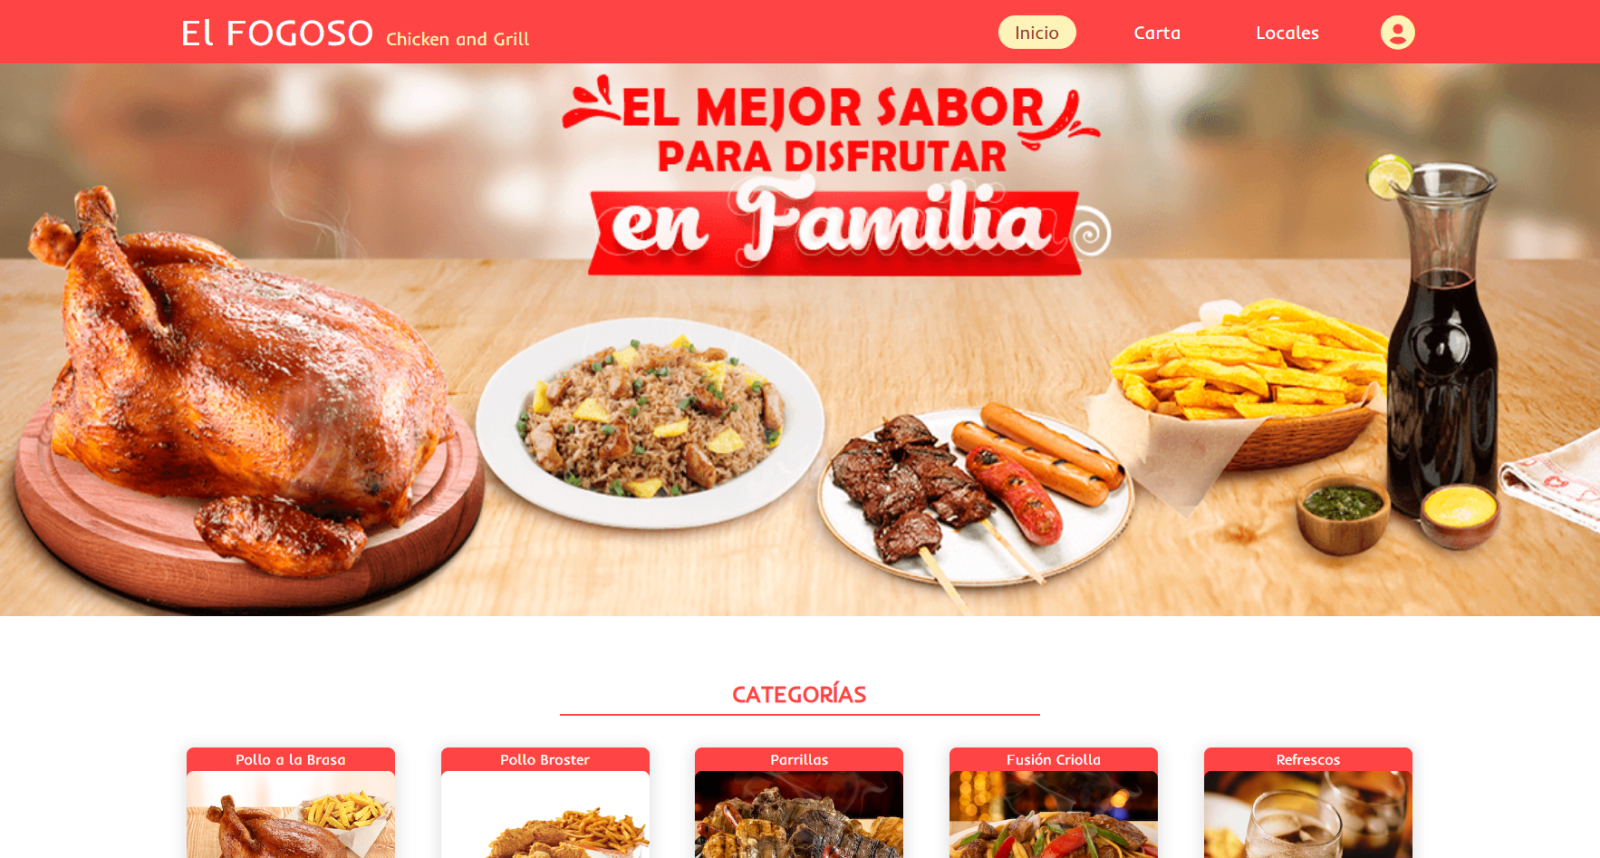 El FOGOSO Chicken and Grill
Inicio
Carta
Locales
EL MEJOR SABOR
PARA DISFRUTAR
en Familia
CATEGORÍAS
Pollo a la Brasa
Pollo Broster
Parrillas
Fusión Criolla
Refrescos